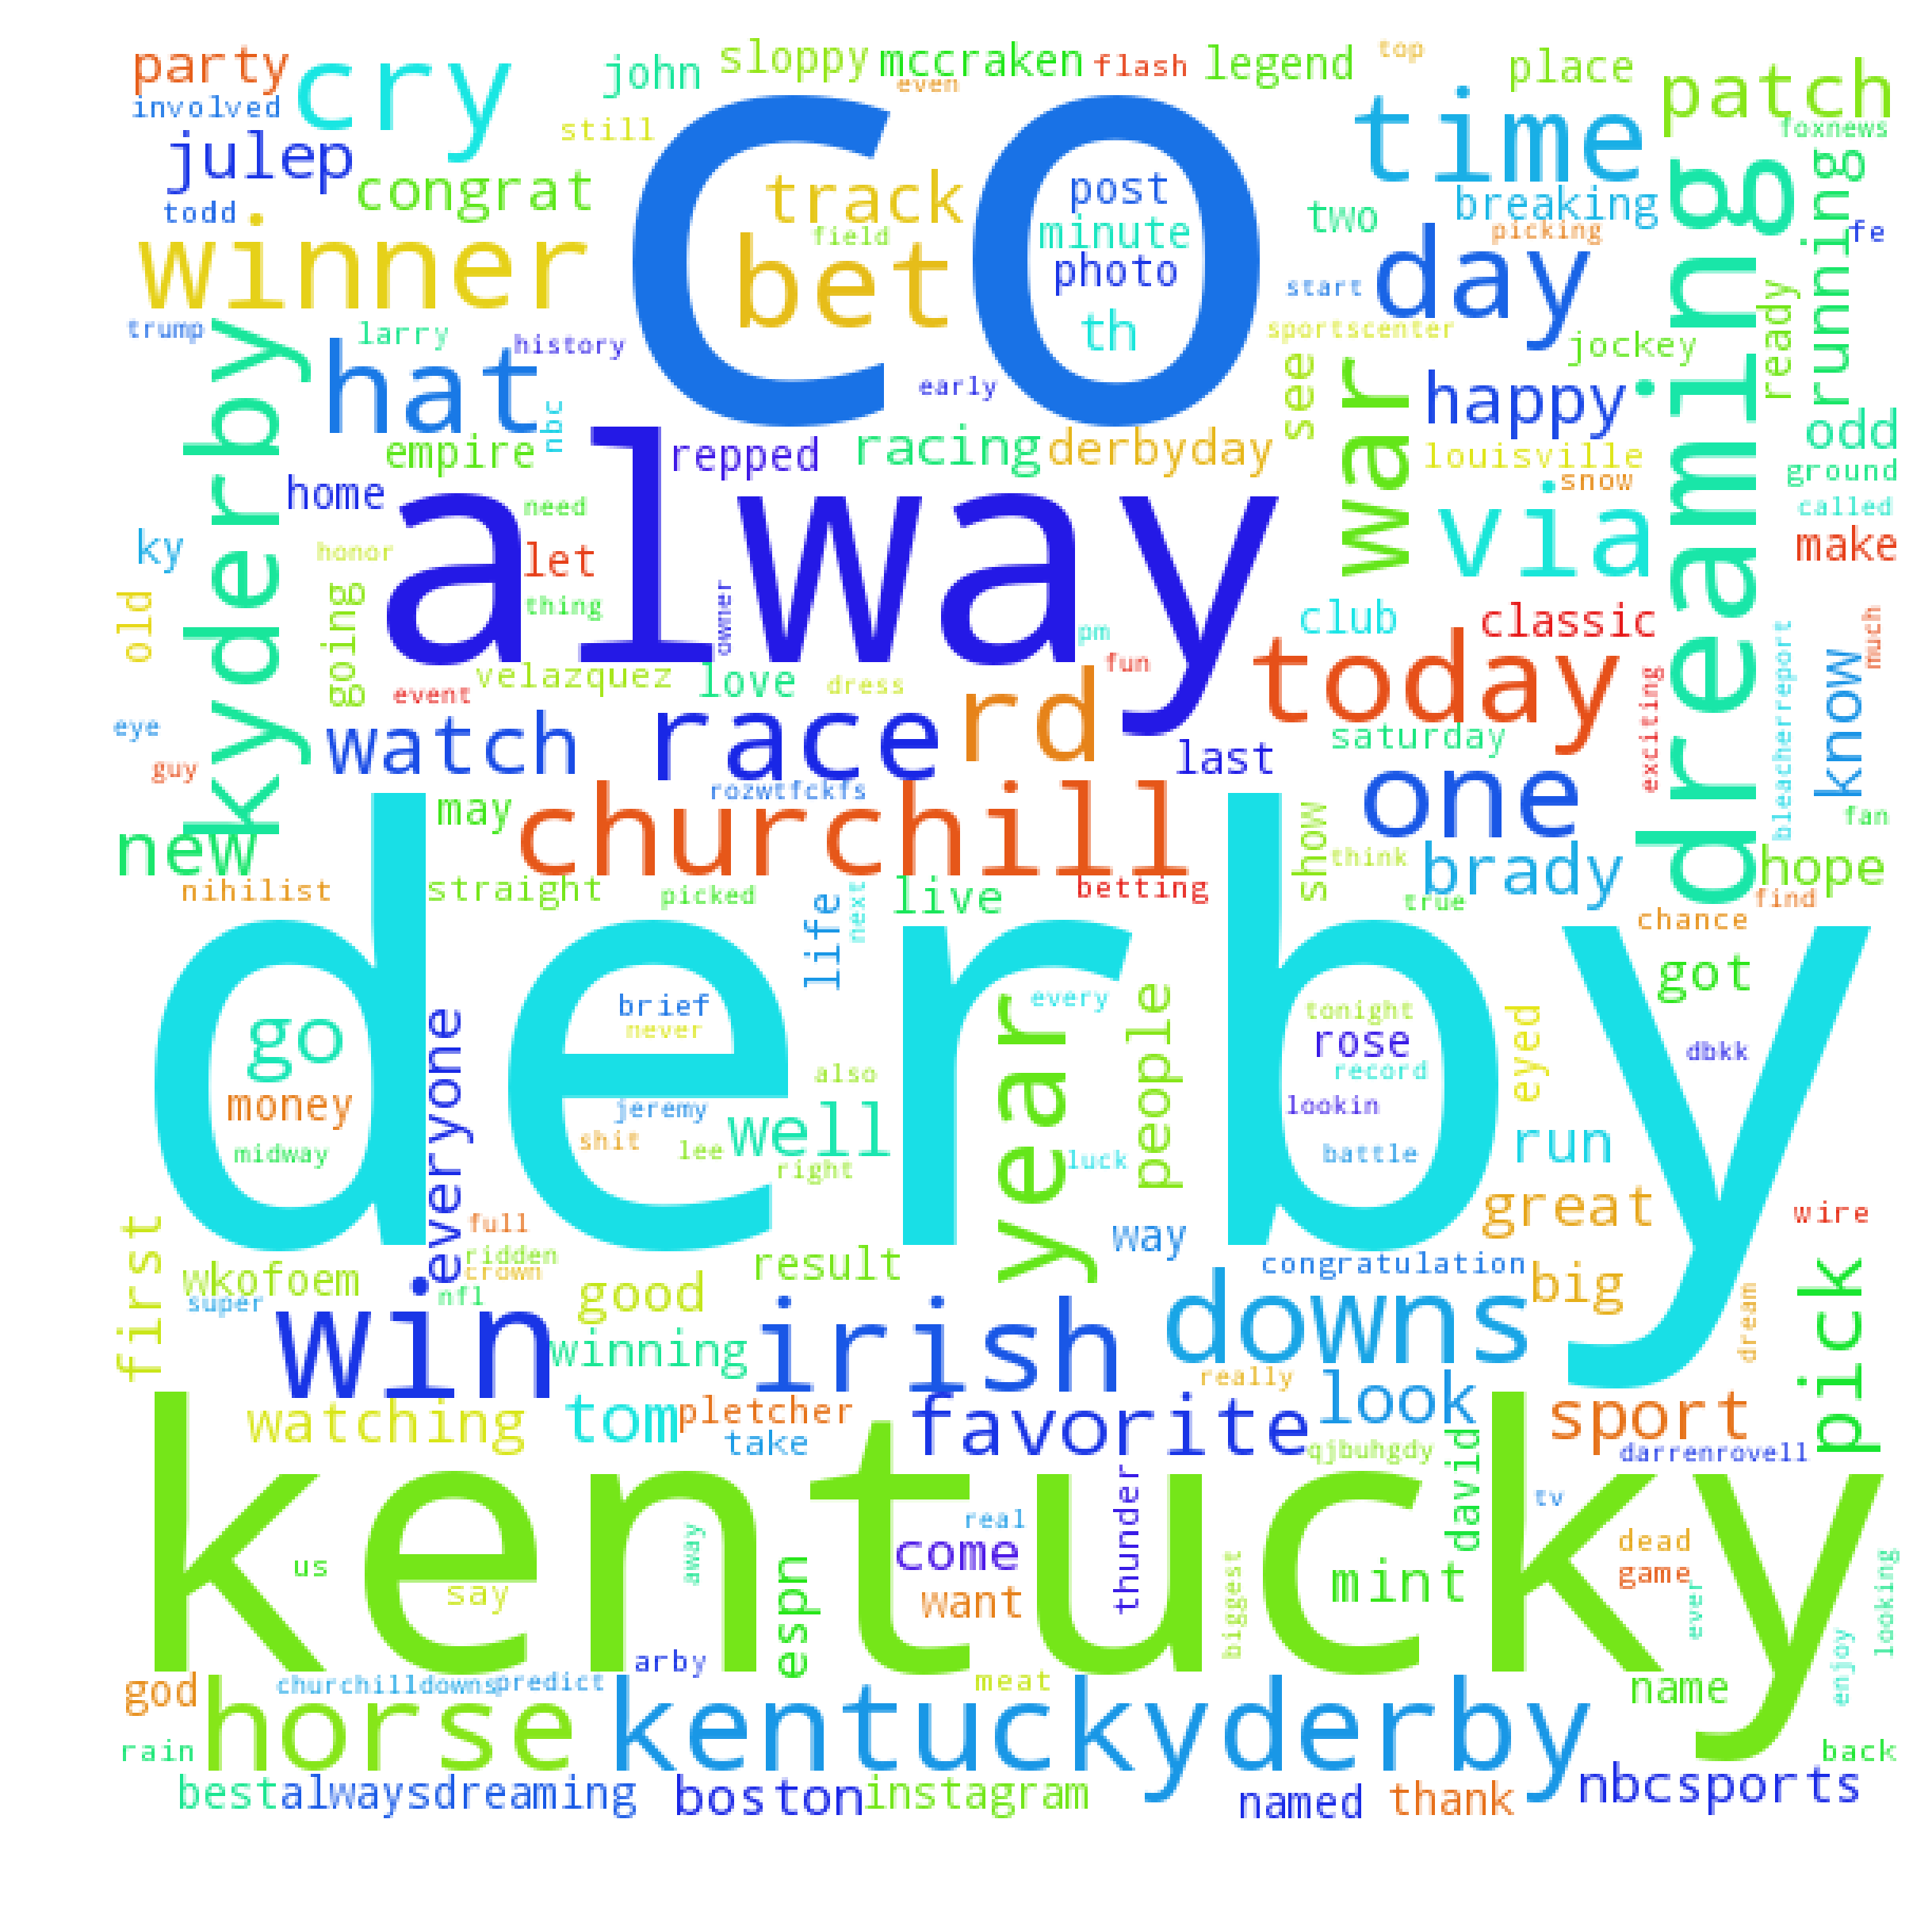 party
cry
john
sloppy
mccraken
flash
legend
top
place
patch
involved
even
still
co
time
foxnews
julep
congrat
track
post
breaking
dreaming
running
todd
winner
bet
field
minute
photo
th
two
picking
day
fe
start
ready
trump
kyderby
larry
history
hat
sportscenter
jockey
nbc
early
see
war
happy
odd
empire
repped
racing
derbyday
louisville
ground
home
always
snow
need
called
ky
honor
let
via
make
old
going
thing
owner
pm
club
classic
much
velazquez
love
dress
fun
today
know
event
exciting
bleacherreport
eye
watch
race
rd
last
saturday
guy
rozwtfckfs
one
new
may
churchill
show
fan
think
brady
hope
nihilist
straight
picked
live
betting
true
find
life
next
chance
derby
got
go
brief
never
year
every
people
tonight
rose
eyed
record
dbkk
everyone
money
also
jeremy
well
lookin
midway
shit
lee
right
luck
battle
run
great
wire
first
full
way
ridden
result
congratulation
wkofoem
crown
good
big
pick
super
nfl
downs
win
winning
irish
dream
really
look
watching
tom
pletcher
favorite
sport
take
qjbuhgdy
darrenrovell
kentucky
thunder
david
tv
real
us
away
come
dead
say
espn
want
biggest
mint
game
ever
looking
arby
enjoy
god
churchilldowns
predict
meat
name
horse
kentuckyderby
rain
back
best
alwaysdreaming
boston
instagram
named
thank
nbcsports